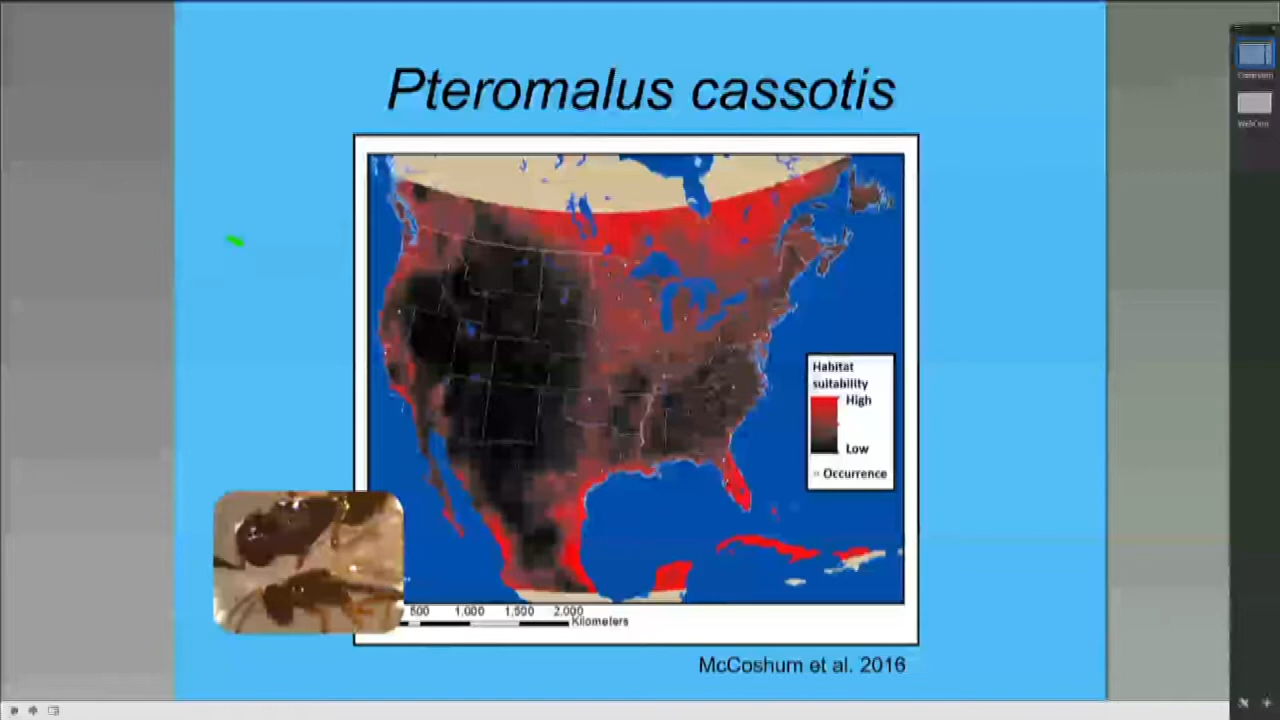 Pteromalus cassotis
Habitat
suitability
High
Low
Occurrence
500 1,000 1,500 2,000
Kilometers
McCoshum et al. 2016